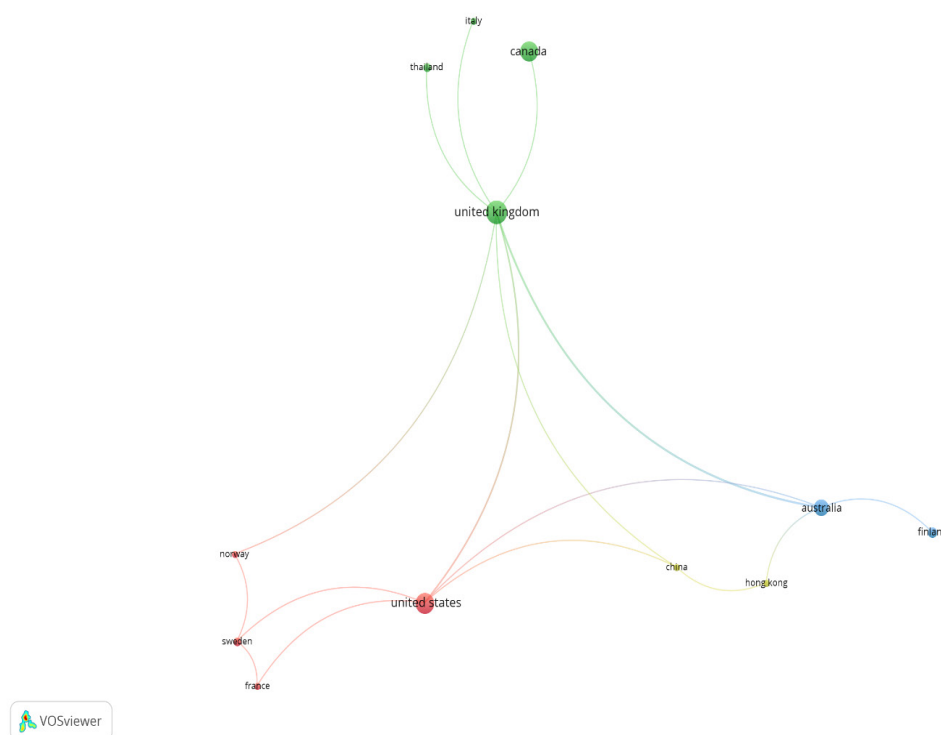 italy
canada
thailand
united kingdom
australia
finlan
norway
china
hong kong
united states
sweden
france
VOSviewer